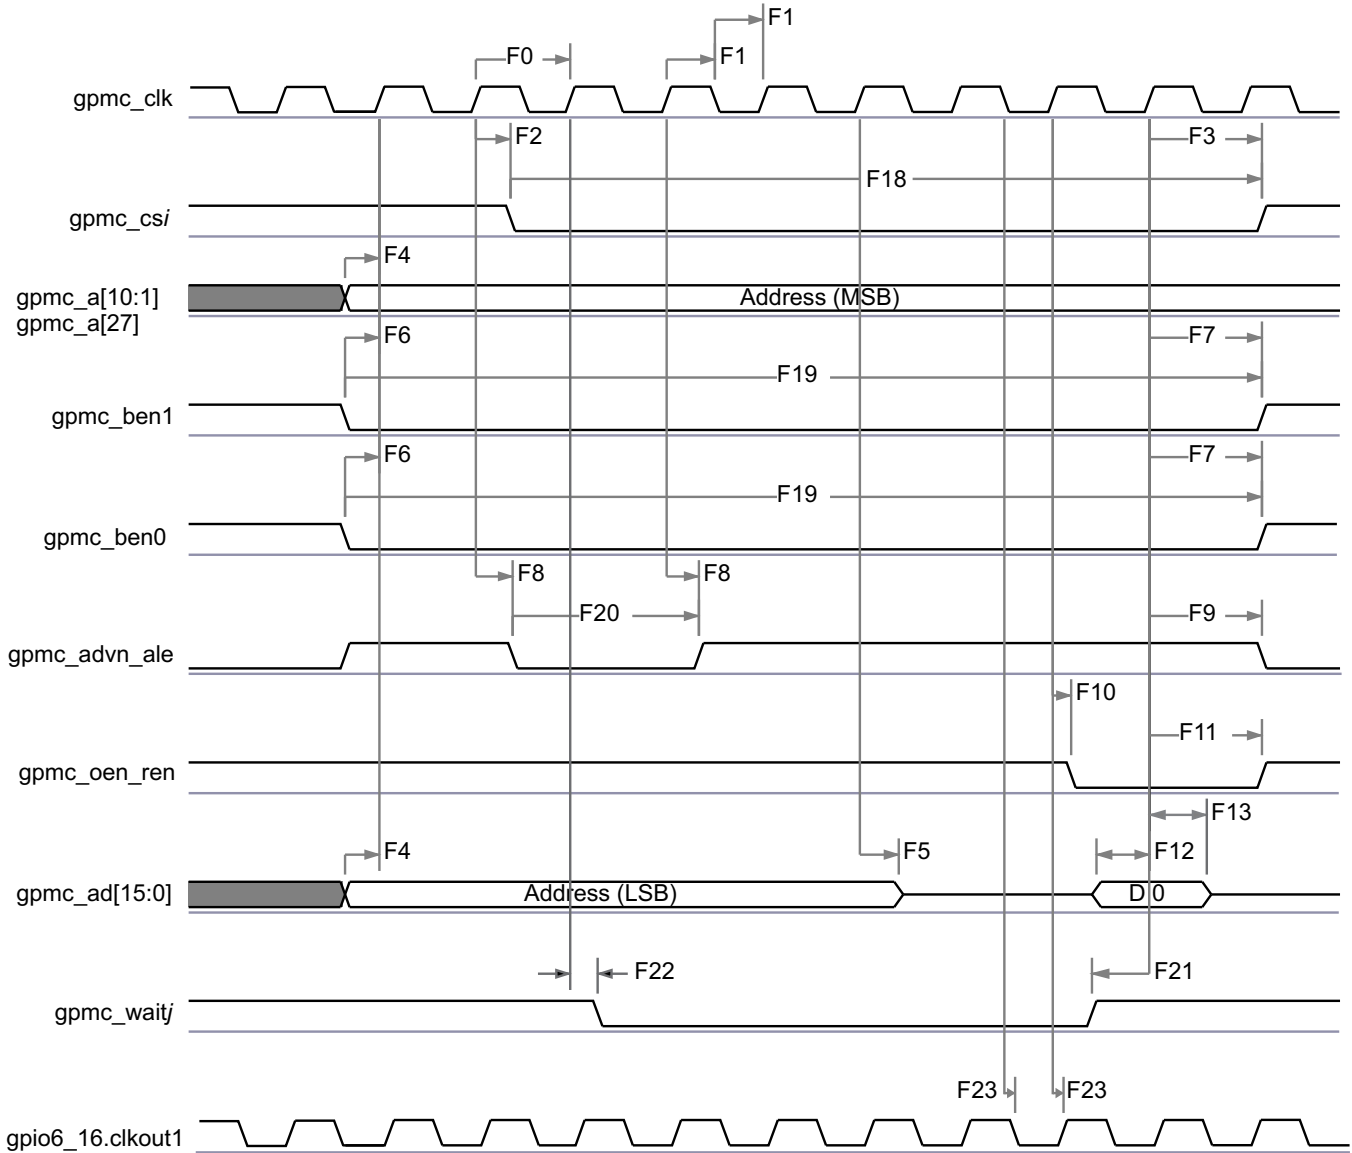 F1
F0
F1
gpmc_clk
F2
F3
F18
gpmc_csi
F4
gpmc_a[10:1]
Address (MSB)
gpmc_a[27]
F6
F7
F19
gpmc_ben1
F6
F7
F19
gpmc_ben0
F8
F8
F20
F9
gpmc_advn_ale
F10
F11
gpmc_oen_ren
F13
F4
F5
F12
gpmc_ad[15:0]
Address (LSB)
D 0
F22
F21
gpmc_waitj
F23
F23
gpio6_16.clkout1